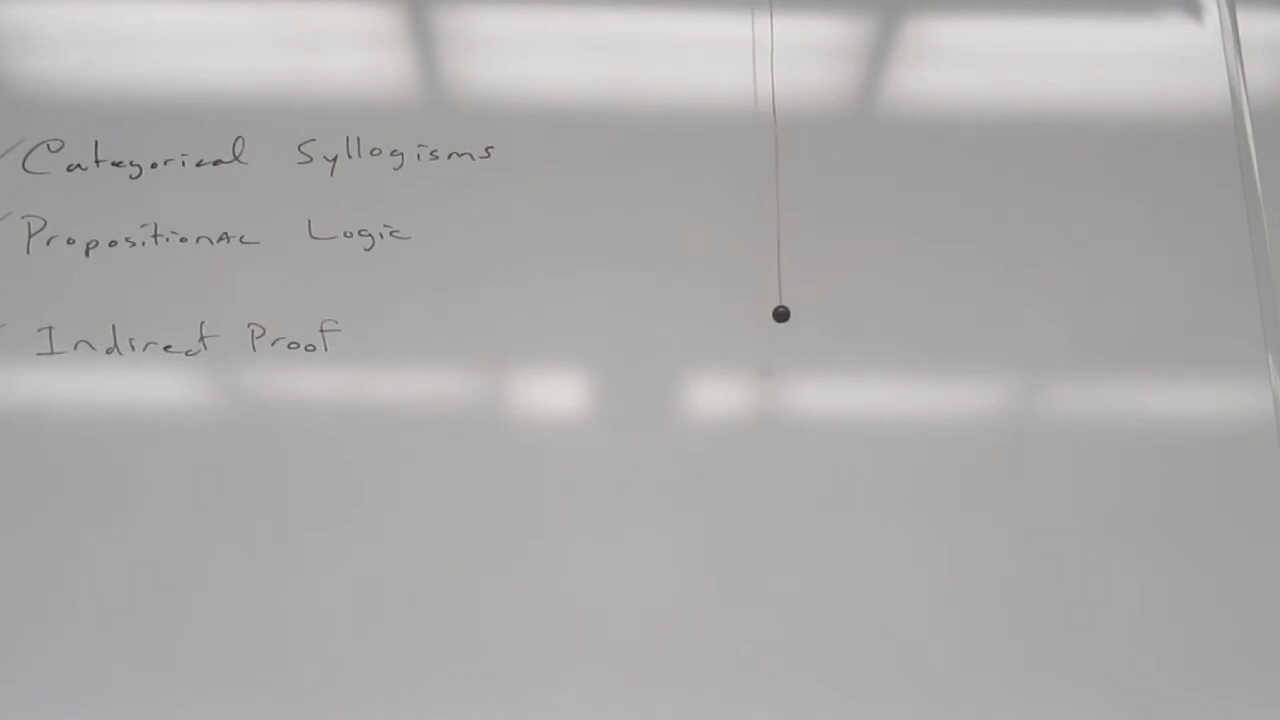 ✓ Categorical Syllogisms
✓ Propositional Logic
✓ Indirect Proof